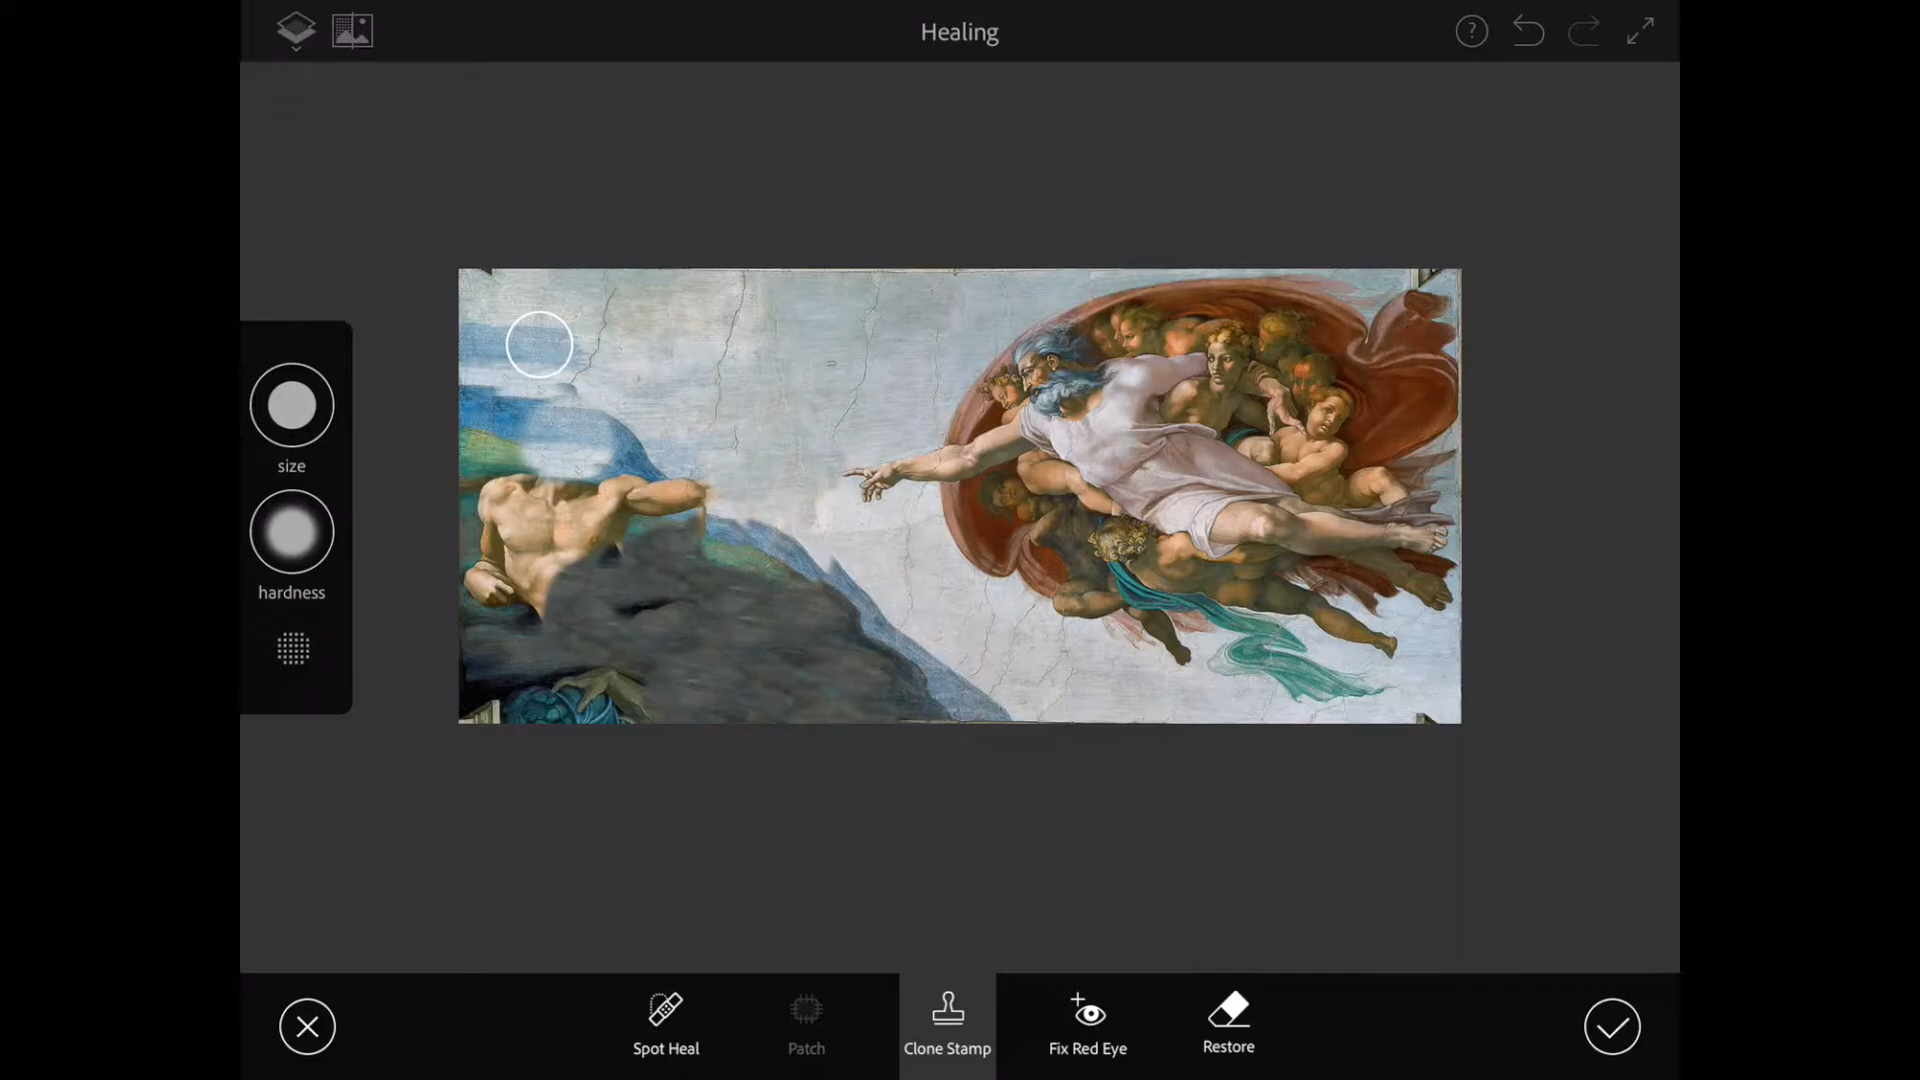 Healing
?
size
hardness
Spot Heal
Patch
Clone Stamp
Fix Red Eye
Restore